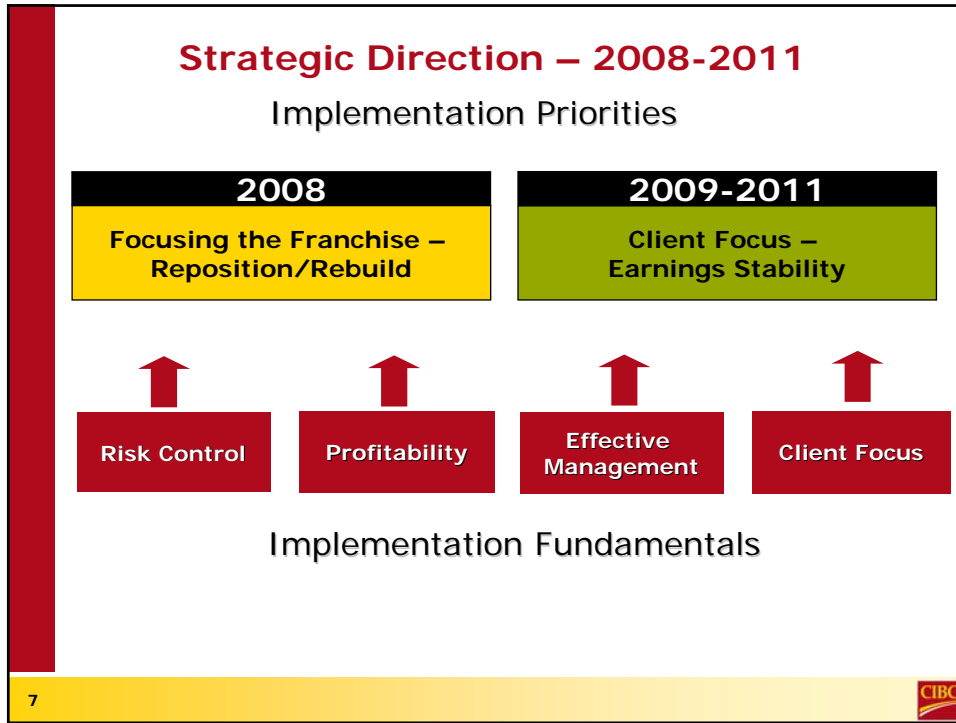 Strategic Direction – 2008-2011
Implementation Priorities
2008
Focusing the Franchise –
Reposition/Rebuild
2009-2011
Client Focus –
Earnings Stability
Risk Control
Profitability
Effective
Management
Client Focus
Implementation Fundamentals
7
CIBC